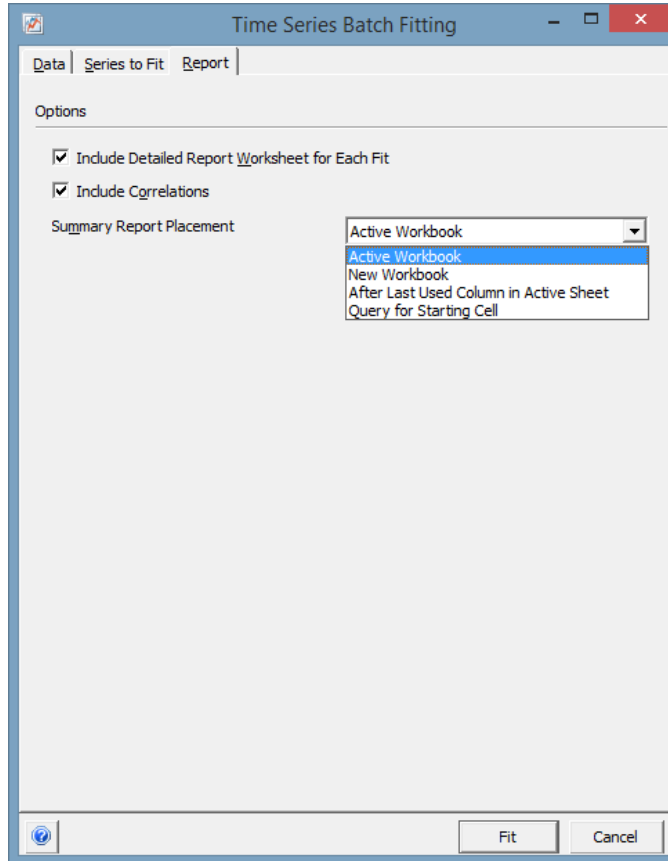 Time Series Batch Fitting
Data Series to Fit Report
Options
Include Detailed Report Worksheet for Each Fit
Include Correlations
Summary Report Placement Active Workbook
Active Workbook
New Workbook
After Last Used Column in Active Sheet
Query for Starting Cell
Fit Cancel